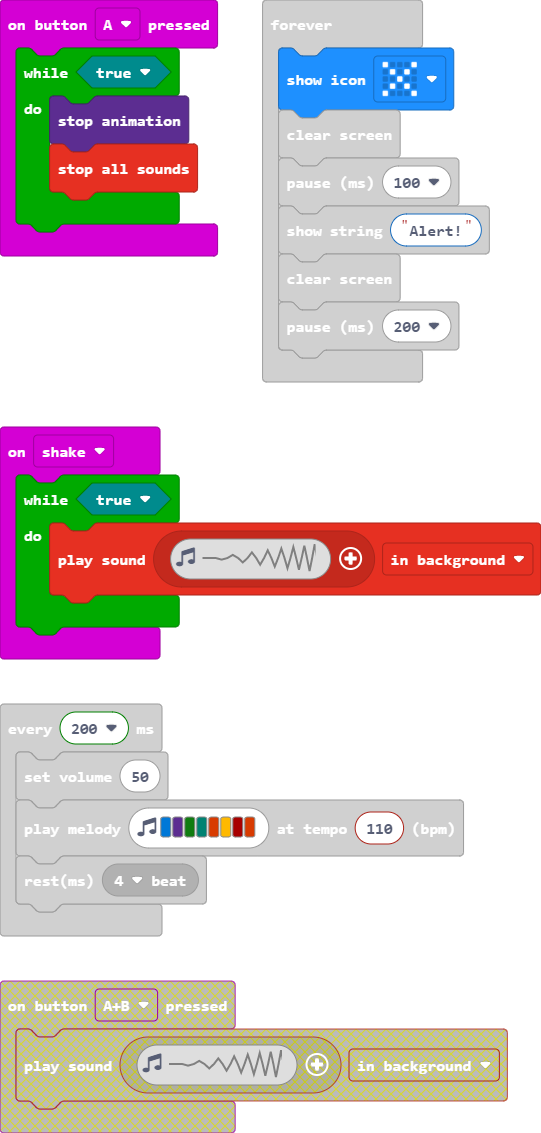 on button A pressed
while true
do
stop animation
stop all sounds
forever
show icon
clear screen
pause (ms) 100
show string "Alert!"
clear screen
pause (ms) 200
on shake
while true
do
play sound in background
every 200 ms
set volume 50
play melody at tempo 110 (bpm)
rest(ms) 4 beat
on button A+B pressed
play sound in background